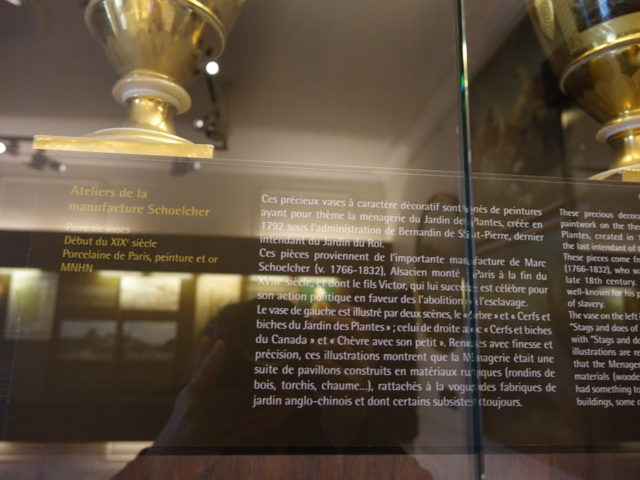 Ateliers de la
manufacture Schoelcher
Paire de vases
Début du XIXe siècle
Porcelaine de Paris, peinture et or
MNHN
Ces précieux vases à caractère décoratif sont ornés de peintures
ayant pour thème la ménagerie du Jardin des Plantes, créée en
1792 sous l'administration de Bernardin de St-Pierre, dernier
intendant du Jardin du Roi.
Ces pièces proviennent de l'importante manufacture de Marc
Schoelcher (v. 1766-1832), Alsacien monté à Paris à la fin du
XVIIIe siècle, et dont le fils Victor, qui lui succède est célèbre pour
son action politique en faveur des l'abolition de l'esclavage.
Le vase de gauche est illustré par deux scènes, le « Zèbre » et « Cerfs et
biches du Jardin des Plantes » ; celui de droite avec « Cerfs et biches
du Canada » et « Chèvre avec son petit ». Rendues avec finesse et
précision, ces illustrations montrent que la Ménagerie était une
suite de pavillons construits en matériaux rustiques (rondins de
bois, torchis, chaume...), rattachés à la vogue des fabriques de
jardin anglo-chinois et dont certains subsistent toujours.
These precious decor
paintwork on the the
Plantes, created in 1
the last intendant of
These pieces come fr
(1766-1832), who w
late 18th century.
well-known for his p
of slavery.
The vase on the left i
"Stags and does of
with "Stags and do
illustrations are re
that the Menager
materials (woode
had something to
buildings, some o